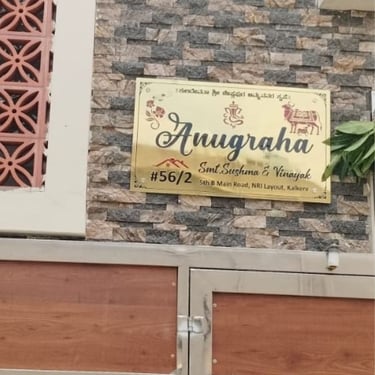 Anugraha
#56/2
Smt.Sushma & Vinayak
5th B Main Road, NRI Layout, Kalkere